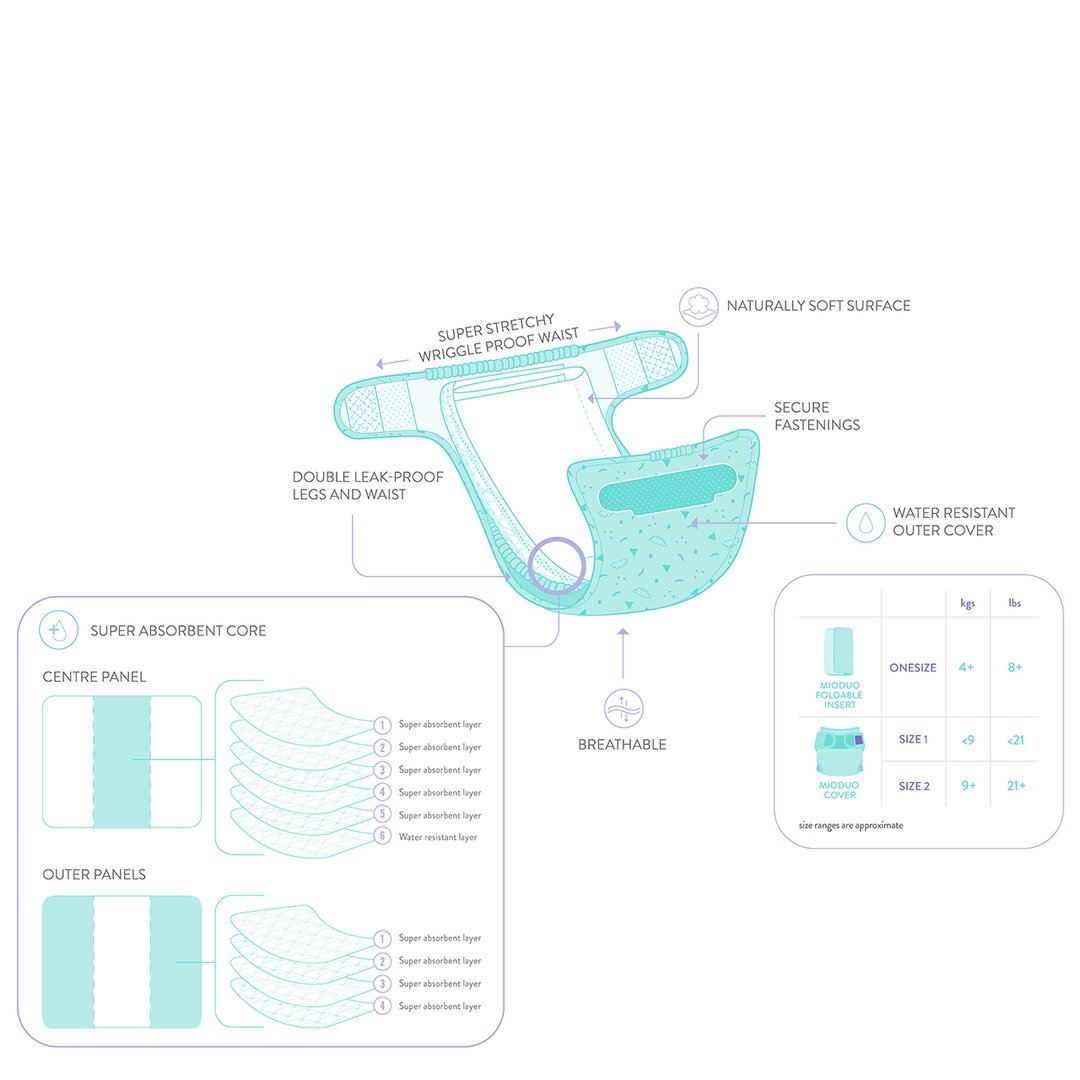 NATURALLY SOFT SURFACE
SUPER STRETCHY
WRIGGLE PROOF WAIST
SECURE
FASTENINGS
DOUBLE LEAK-PROOF
LEGS AND WAIST
WATER RESISTANT
OUTER COVER
BREATHABLE
SUPER ABSORBENT CORE
CENTRE PANEL
1 Super absorbent layer
2 Super absorbent layer
3 Super absorbent layer
4 Super absorbent layer
5 Super absorbent layer
6 Water resistant layer
OUTER PANELS
1 Super absorbent layer
2 Super absorbent layer
3 Super absorbent layer
4 Super absorbent layer
kgs lbs
MIODUO
FOLDABLE
INSERT
ONESIZE 4+ 8+
MIODUO
COVER
SIZE 1 <9 <21
SIZE 2 9+ 21+
size ranges are approximate